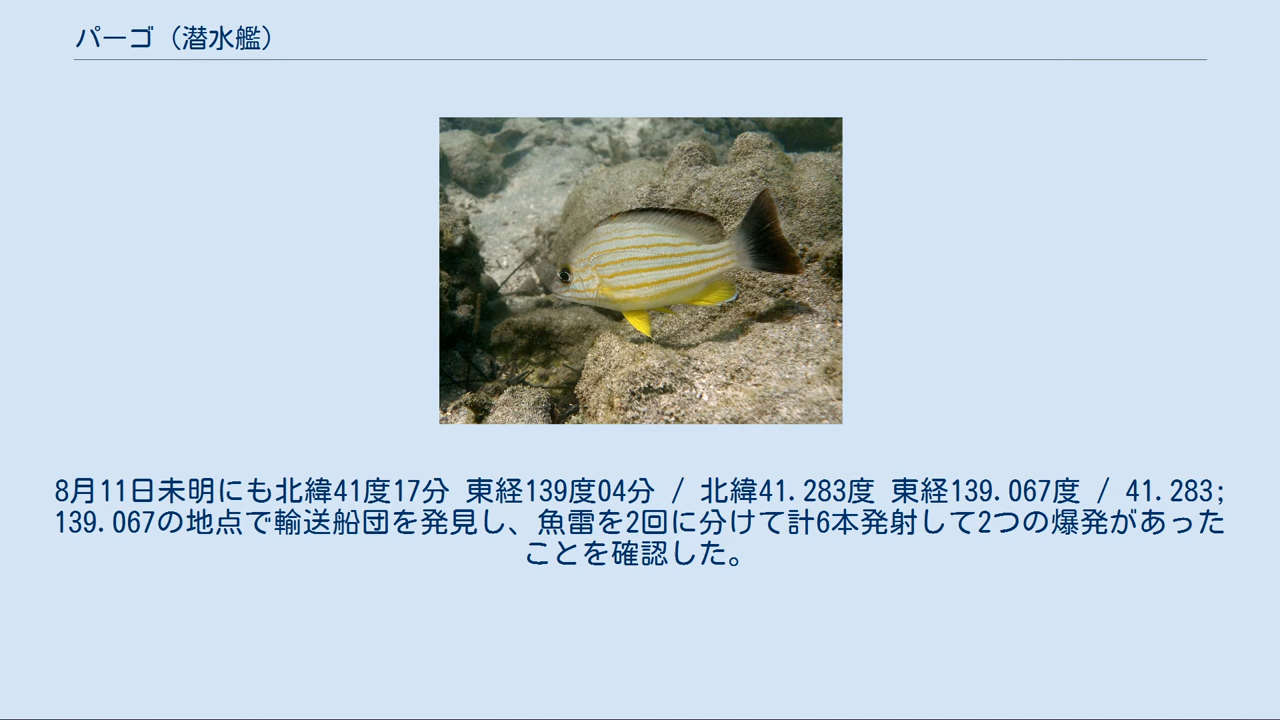 パーゴ（潜水艦）
8月11日未明にも北緯41度17分 東経139度04分 / 北緯41.283度 東経139.067度 / 41.283;
139.067の地点で輸送船団を発見し、魚雷を2回に分けて計6本発射して2つの爆発があった
ことを確認した。